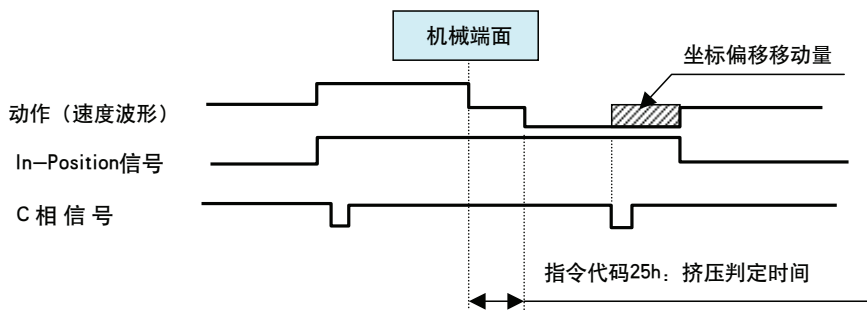 机械端面
坐标偏移移动量
动作（速度波形）
In-Position信号
C 相 信 号
指令代码25h：挤压判定时间